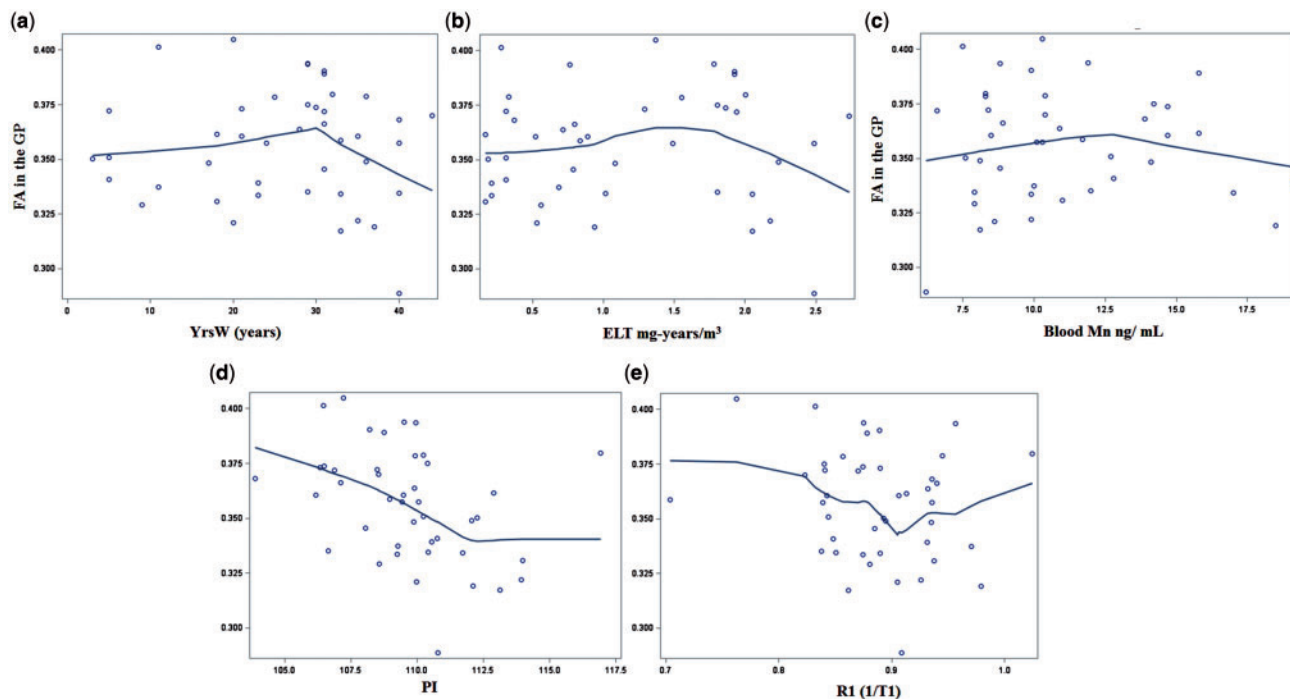 (a)
0.400
0.375
0.350
0.325
0.300
FA in the GP
0 10 20 30 40
YrsW (years)
(b)
0.400
0.375
0.350
0.325
0.300
0.5 1.0 1.5 2.0 2.5
ELT mg-years/m³
(c)
0.400
0.375
0.350
0.325
0.300
FA in the GP
7.5 10.0 12.5 15.0 17.5
Blood Mn ng/ mL
(d)
0.400
0.375
0.350
0.325
0.300
FA in the GP
105.0 107.5 110.0 112.5 115.0 117.5
PI
(e)
0.400
0.375
0.350
0.325
0.300
0.7 0.8 0.9 1.0
R1 (1/T1)